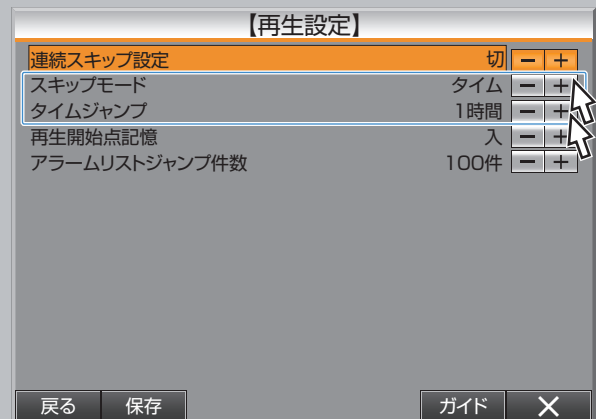 【再生設定】
連続スキップ設定 切 − +
スキップモード タイム − +
タイムジャンプ 1時間 − +
再生開始点記憶 入 − +
アラームリストジャンプ件数 100件 − +
戻る 保存 ガイド ×